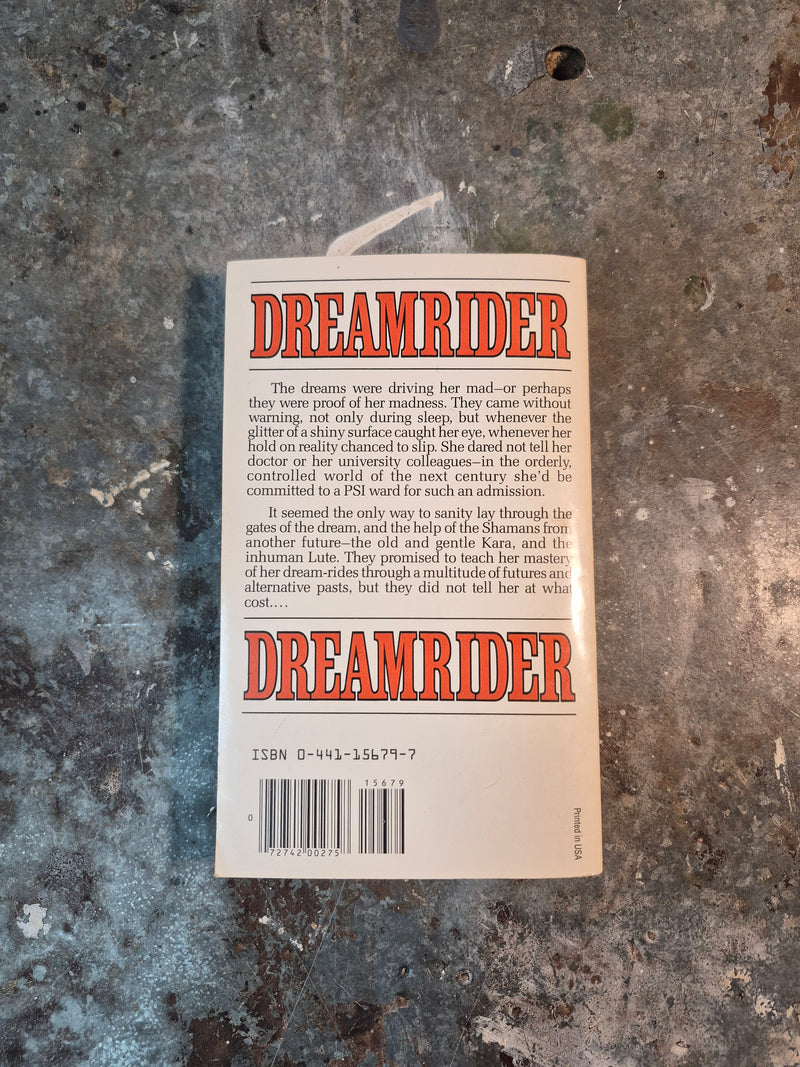 DREAMRIDER
The dreams were driving her mad—or perhaps
they were proof of her madness. They came without
warning, not only during sleep, but whenever the
glitter of a shiny surface caught her eye, whenever her
hold on reality chanced to slip. She dared not tell her
doctor or her university colleagues—in the orderly,
controlled world of the next century she'd be
committed to a PSI ward for such an admission.
It seemed the only way to sanity lay through the
gates of the dream, and the help of the Shamans from
another future—the old and gentle Kara, and the
inhuman Lute. They promised to teach her mastery
of her dream-rides through a multitude of futures and
alternative pasts, but they did not tell her at what
cost....
DREAMRIDER
ISBN 0-441-15679-7
15679
0
72742 00275
Printed in USA